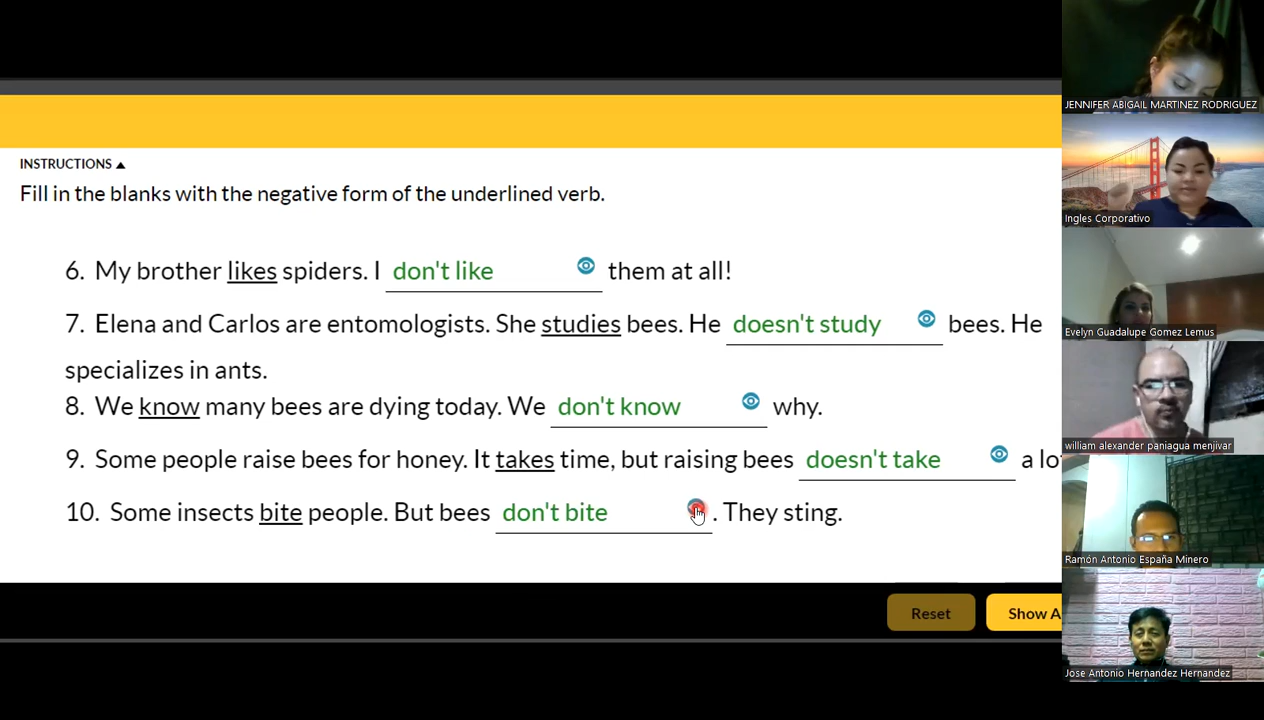 INSTRUCTIONS ▲
Fill in the blanks with the negative form of the underlined verb.
6. My brother likes spiders. I don't like them at all!
7. Elena and Carlos are entomologists. She studies bees. He doesn't study bees. He
specializes in ants.
8. We know many bees are dying today. We don't know why.
9. Some people raise bees for honey. It takes time, but raising bees doesn't take a lo
10. Some insects bite people. But bees don't bite . They sting.
Reset
Show A
JENNIFER ABIGAIL MARTINEZ RODRIGUEZ
Ingles Corporativo
Evelyn Guadalupe Gomez Lemus
william alexander paniagua menjivar
Ramón Antonio España Minero
Jose Antonio Hernandez Hernandez